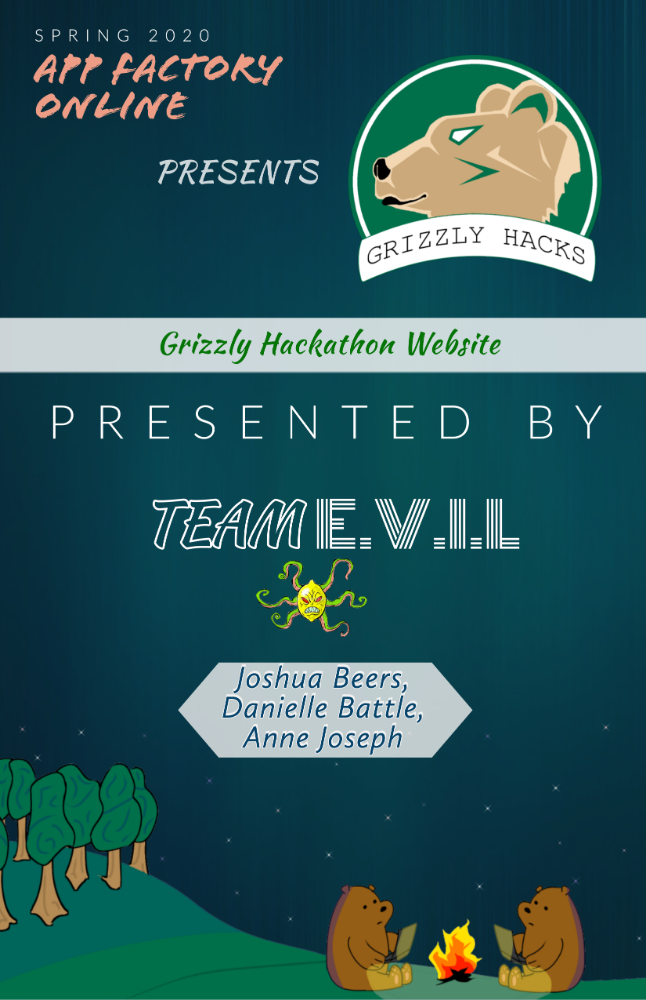 SPRING 2020
APP FACTORY
ONLINE
PRESENTS
GRIZZLY HACKS
Grizzly Hackathon Website
PRESENTED BY
TEAM E.V.I.L
Joshua Beers,
Danielle Battle,
Anne Joseph